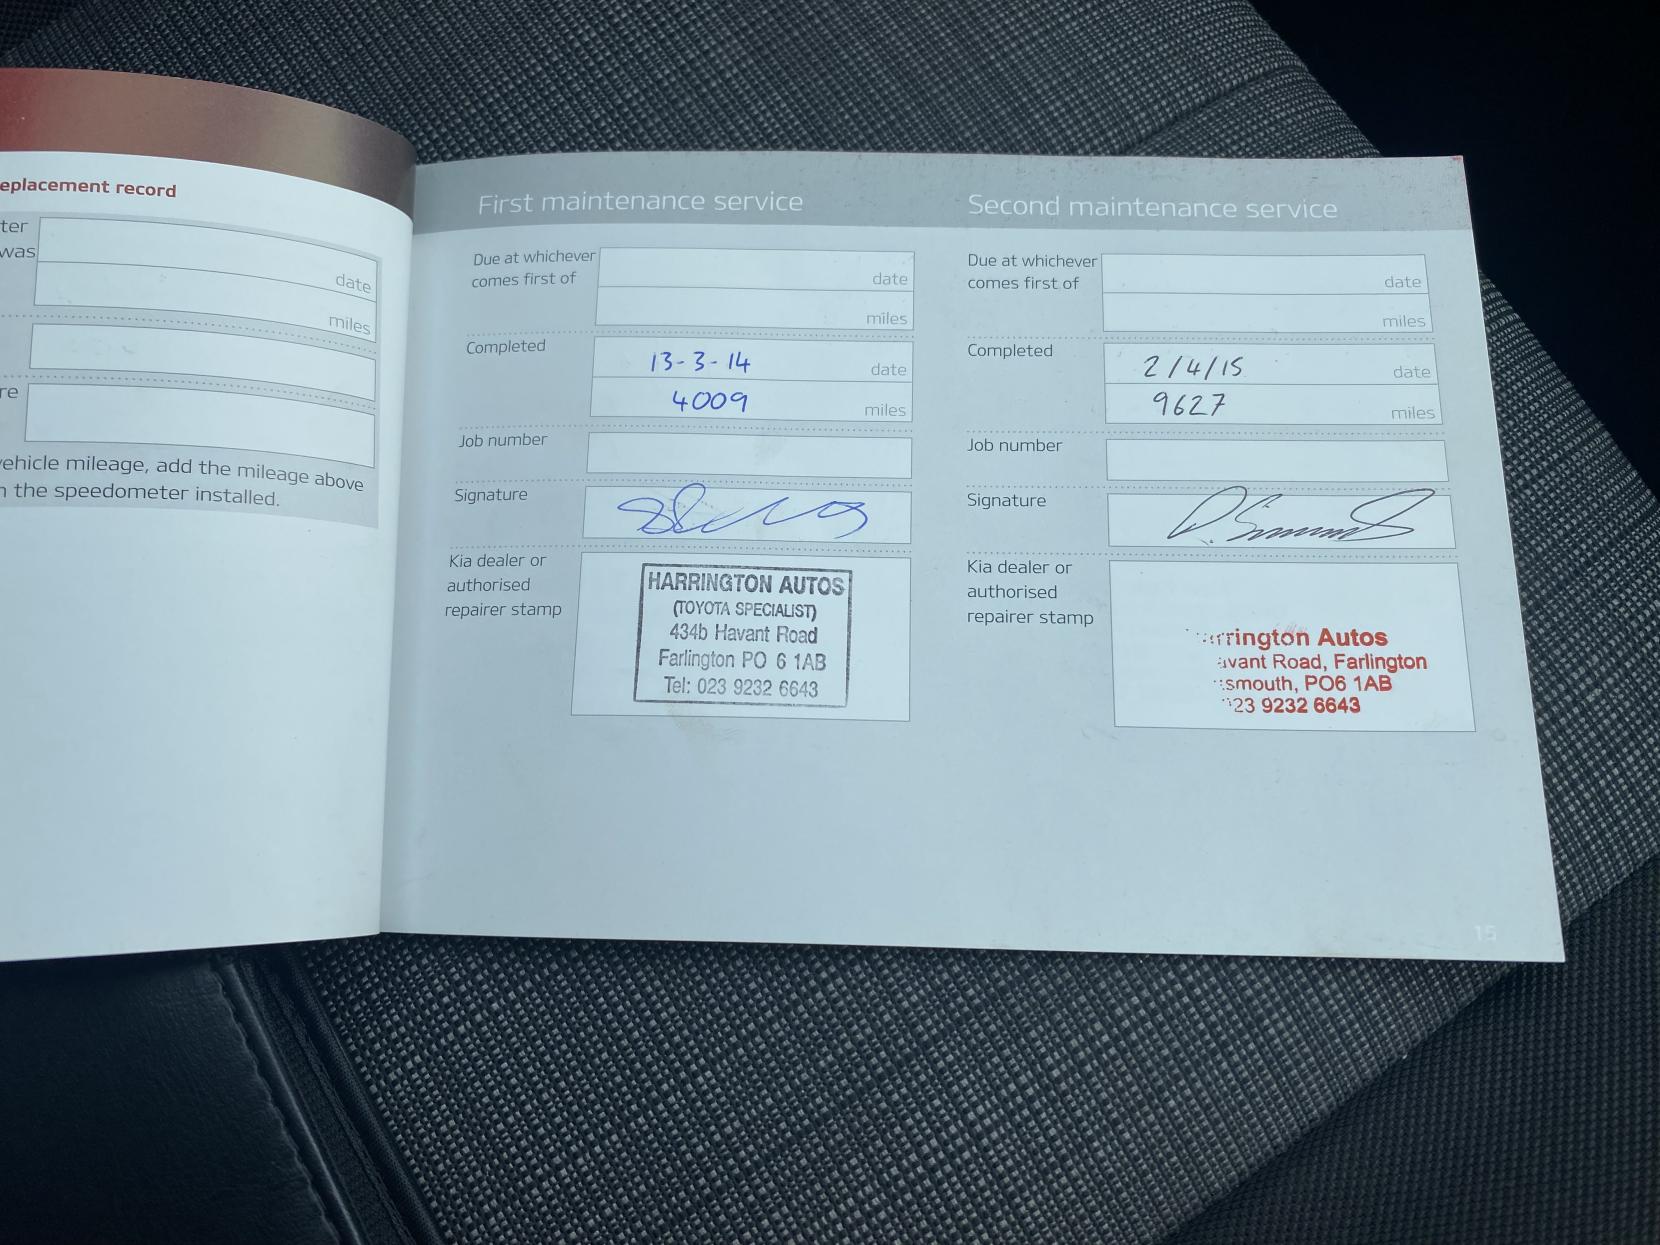 eplacement record
ter
was
date
miles
re
vehicle mileage, add the mileage above
n the speedometer installed.
First maintenance service
Due at whichever
comes first of
date
miles
Completed
13-3-14
date
4009
miles
Job number
Signature
Kia dealer or
authorised
repairer stamp
HARRINGTON AUTOS
(TOYOTA SPECIALIST)
434b Havant Road
Farlington PO 6 1AB
Tel: 023 9232 6643
Second maintenance service
Due at whichever
comes first of
date
miles
Completed
2/4/15
date
9627
miles
Job number
Signature
Kia dealer or
authorised
repairer stamp
arrington Autos
avant Road, Farlington
smouth, PO6 1AB
23 9232 6643
15